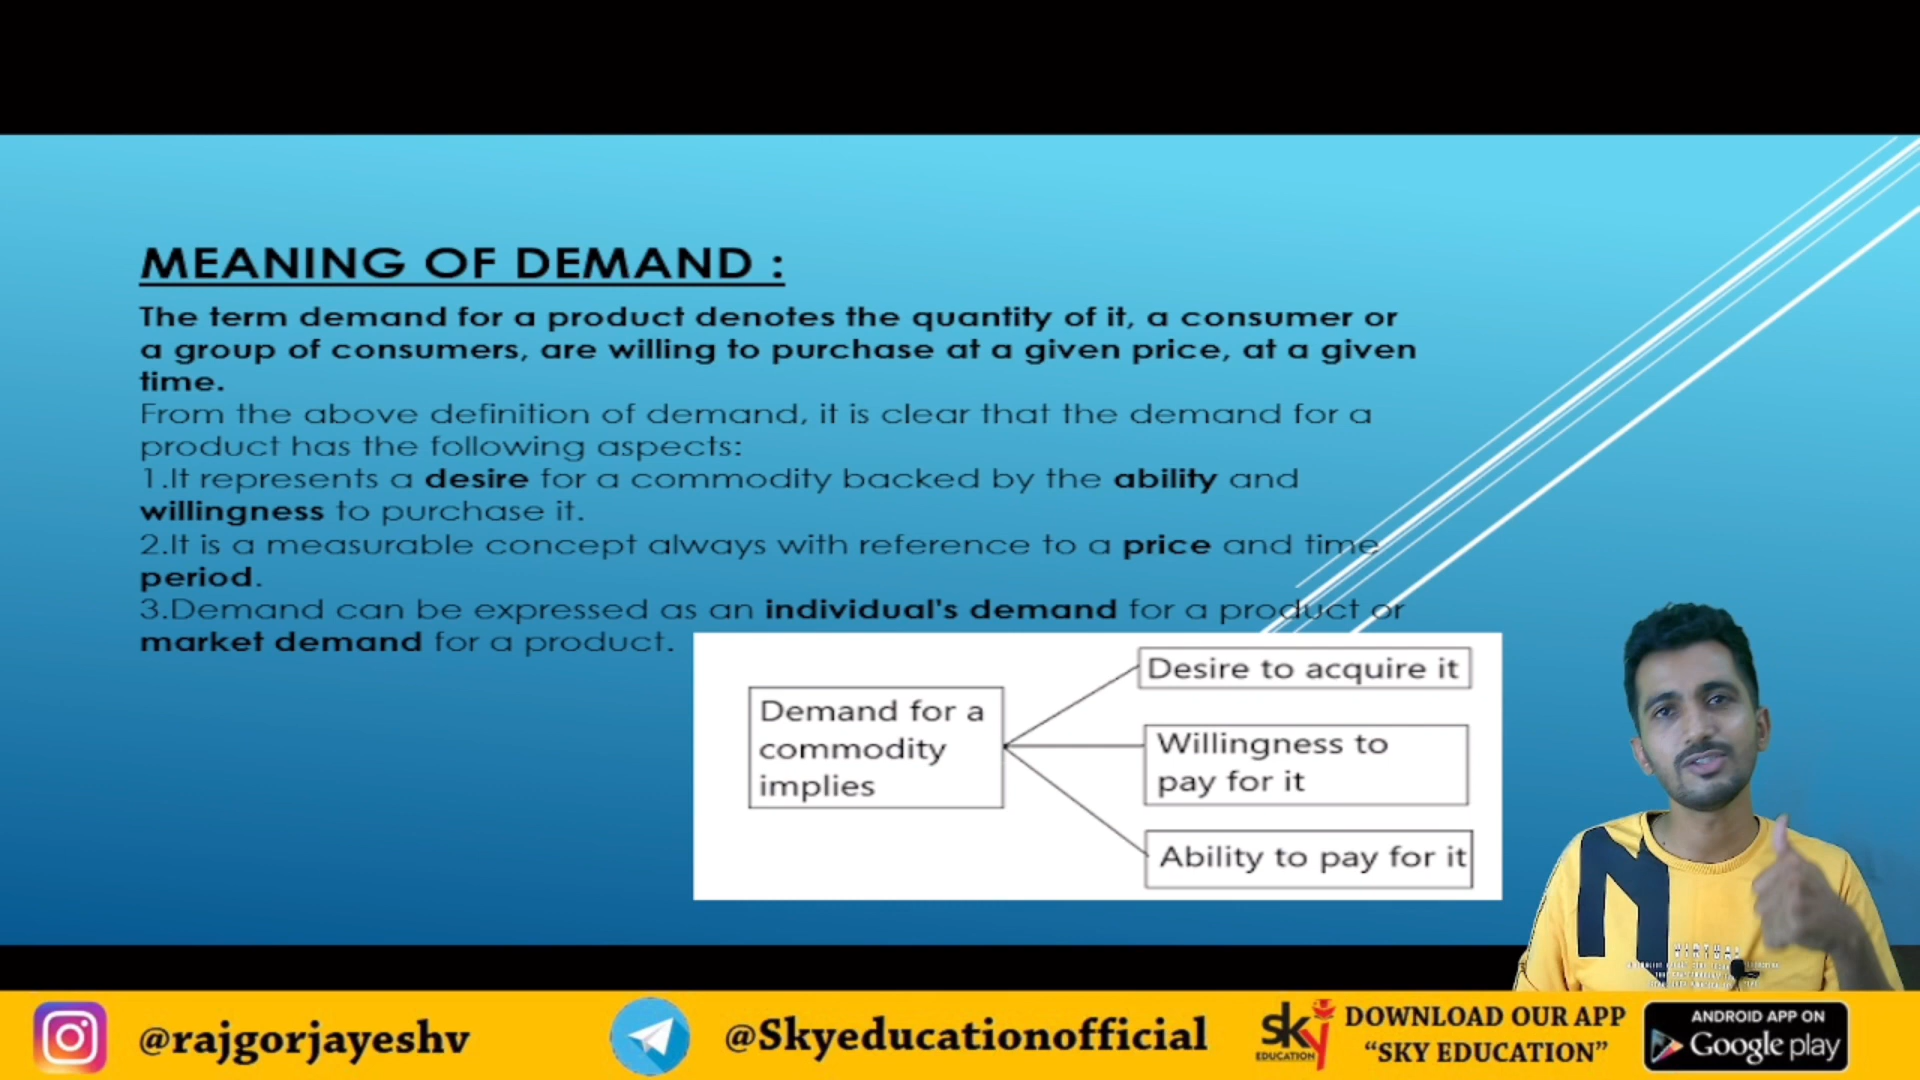 MEANING OF DEMAND :
The term demand for a product denotes the quantity of it, a consumer or
a group of consumers, are willing to purchase at a given price, at a given
time.
From the above definition of demand, it is clear that the demand for a
product has the following aspects:
1.It represents a desire for a commodity backed by the ability and
willingness to purchase it.
2.It is a measurable concept always with reference to a price and time
period.
3.Demand can be expressed as an individual's demand for a product or
market demand for a product.
Demand for a
commodity
implies
Desire to acquire it
Willingness to
pay for it
Ability to pay for it
N
VIRTUAL
@rajgorjayeshv
@Skyeducationofficial
sky
EDUCATION
DOWNLOAD OUR APP
“SKY EDUCATION”
ANDROID APP ON
Google play